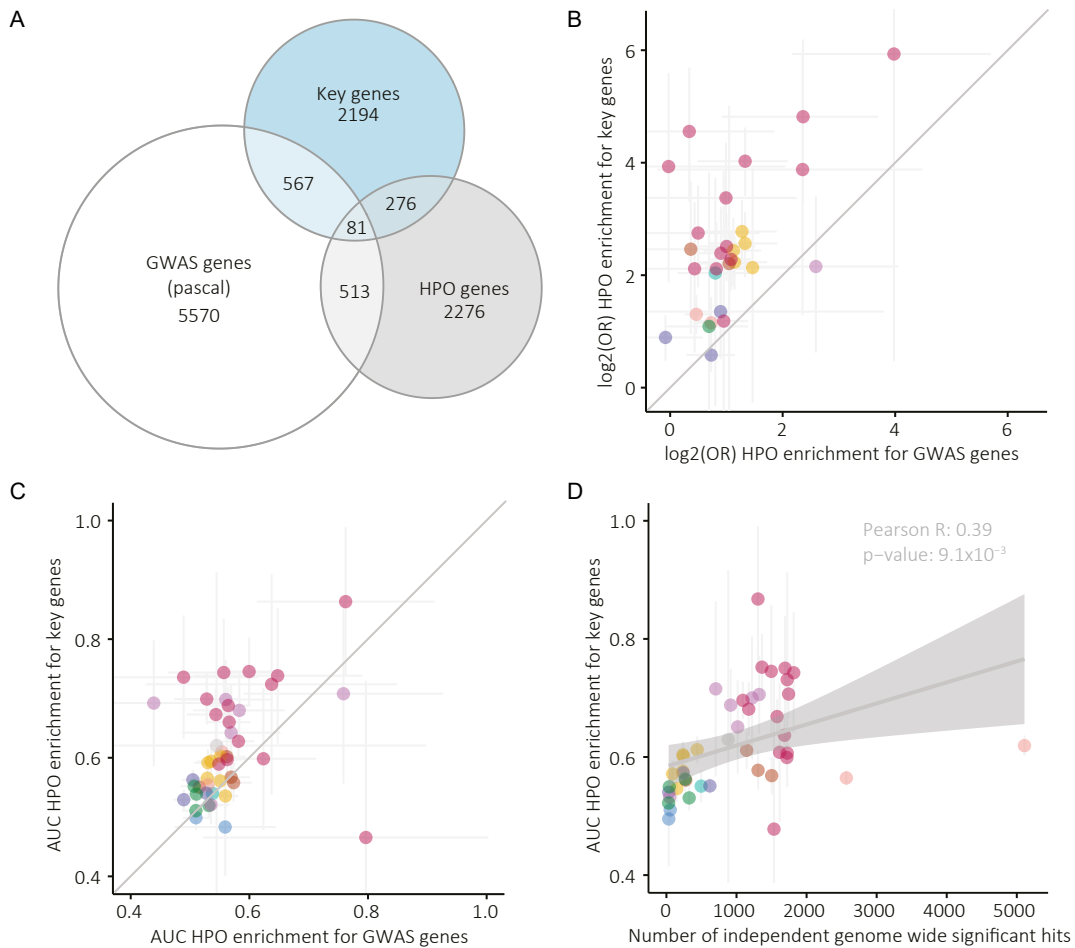 A
Key genes
2194
567
276
81
GWAS genes
(pascal)
5570
513
HPO genes
2276
B
log2(OR) HPO enrichment for key genes
6
4
2
0
0
2
4
6
log2(OR) HPO enrichment for GWAS genes
C
AUC HPO enrichment for key genes
1.0
0.8
0.6
0.4
0.4
0.6
0.8
1.0
AUC HPO enrichment for GWAS genes
D
Pearson R: 0.39
p−value: 9.1x10⁻³
AUC HPO enrichment for key genes
1.0
0.8
0.6
0.4
0
1000
2000
3000
4000
5000
Number of independent genome wide significant hits